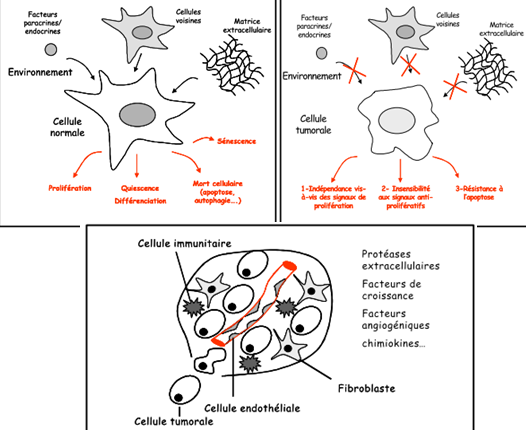 Facteurs
paracrines/
endocrines
Cellules
voisines
Matrice
extracellulaire
Environnement
Cellule
normale
Sénescence
Prolifération
Quiescence
Différenciation
Mort cellulaire
(apoptose,
autophagie....)
Facteurs
paracrines/
endocrines
Cellules
voisines
Matrice
extracellulaire
Environnement
Cellule
tumorale
1-Indépendance vis-
à-vis des signaux de
prolifération
2- Insensibilité
aux signaux anti-
prolifératifs
3-Résistance à
l'apoptose
Cellule immunitaire
Protéases
extracellulaires
Facteurs de
croissance
Facteurs
angiogéniques
chimiokines...
Fibroblaste
Cellule endothéliale
Cellule tumorale